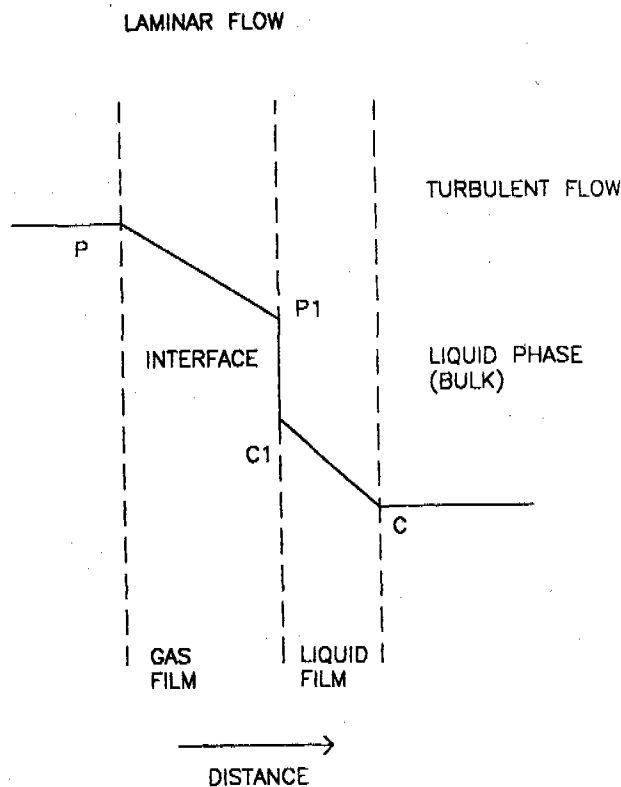 LAMINAR FLOW
TURBULENT FLOW
P
P1
INTERFACE
LIQUID PHASE
(BULK)
C1
C
GAS
FILM
LIQUID
FILM
DISTANCE